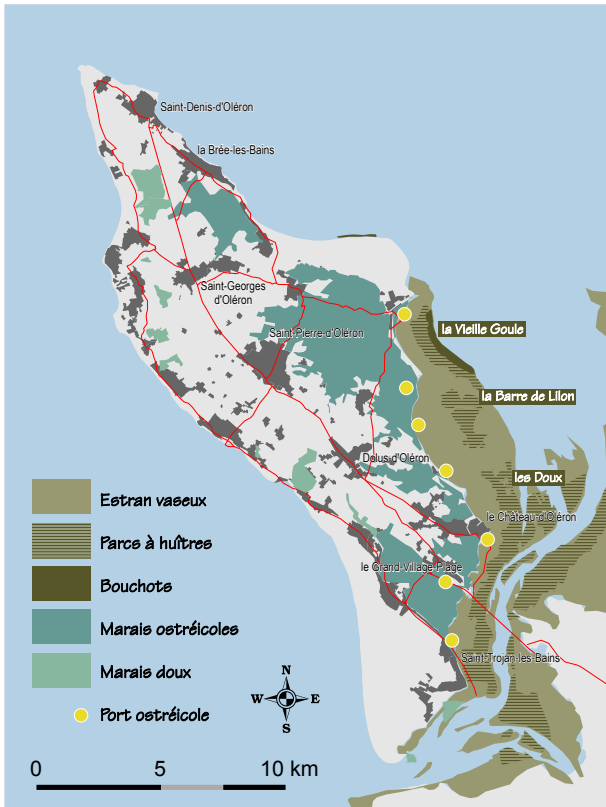 Saint-Denis-d'Oléron
la Brée-les-Bains
Saint-Georges
d'Oléron
Saint-Pierre-d'Oléron
la Vieille Goule
la Barre de Lilon
Dolus-d'Oléron
les Doux
le Château-d'Oléron
le Grand-Village-Plage
Saint-Trojan-les-Bains
Estran vaseux
Parcs à huîtres
Bouchots
Marais ostréicoles
Marais doux
Port ostréicole
N
W E
S
0 5 10 km